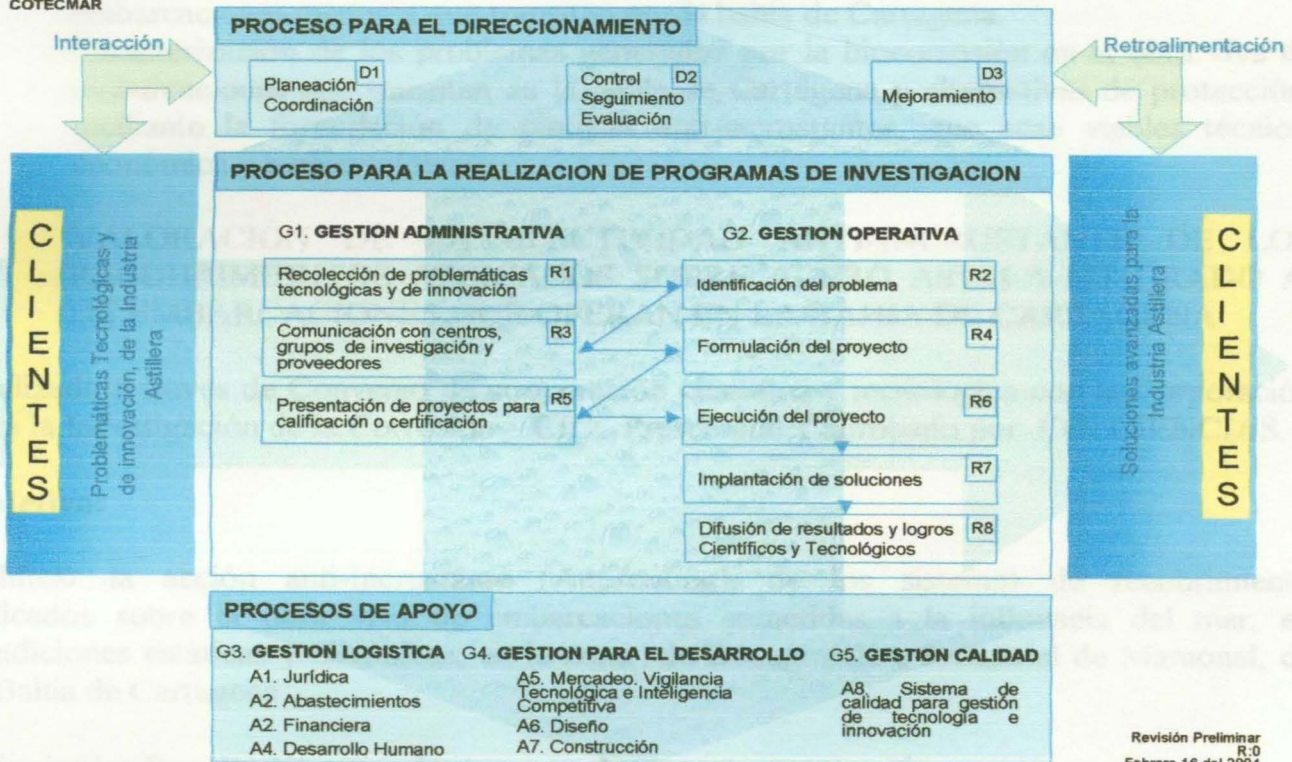 COTECMAR
Interacción
PROCESO PARA EL DIRECCIONAMIENTO
Retroalimentación
D1
Planeación
Coordinación
Control D2
Seguimiento
Evaluación
D3
Mejoramiento
PROCESO PARA LA REALIZACION DE PROGRAMAS DE INVESTIGACION
CLIENTES
Problemáticas Tecnológicas y
de innovación, de la Industria
Astillera
G1. GESTION ADMINISTRATIVA
Recolección de problemáticas R1
tecnológicas y de innovación
Comunicación con centros, R3
grupos de investigación y
proveedores
Presentación de proyectos para R5
calificación o certificación
G2. GESTION OPERATIVA
Identificación del problema R2
Formulación del proyecto R4
Ejecución del proyecto R6
Implantación de soluciones R7
Difusión de resultados y logros R8
Científicos y Tecnológicos
Soluciones avanzadas para la
Industria Astillera
CLIENTES
PROCESOS DE APOYO
G3. GESTION LOGISTICA
A1. Jurídica
A2. Abastecimientos
A2. Financiera
A4. Desarrollo Humano
G4. GESTION PARA EL DESARROLLO
A5. Mercadeo. Vigilancia
Tecnológica e Inteligencia
Competitiva
A6. Diseño
A7. Construcción
G5. GESTION CALIDAD
A8. Sistema de
calidad para gestión
de tecnología e
innovación
Revisión Preliminar
R:0
Febrero 16 del 2004